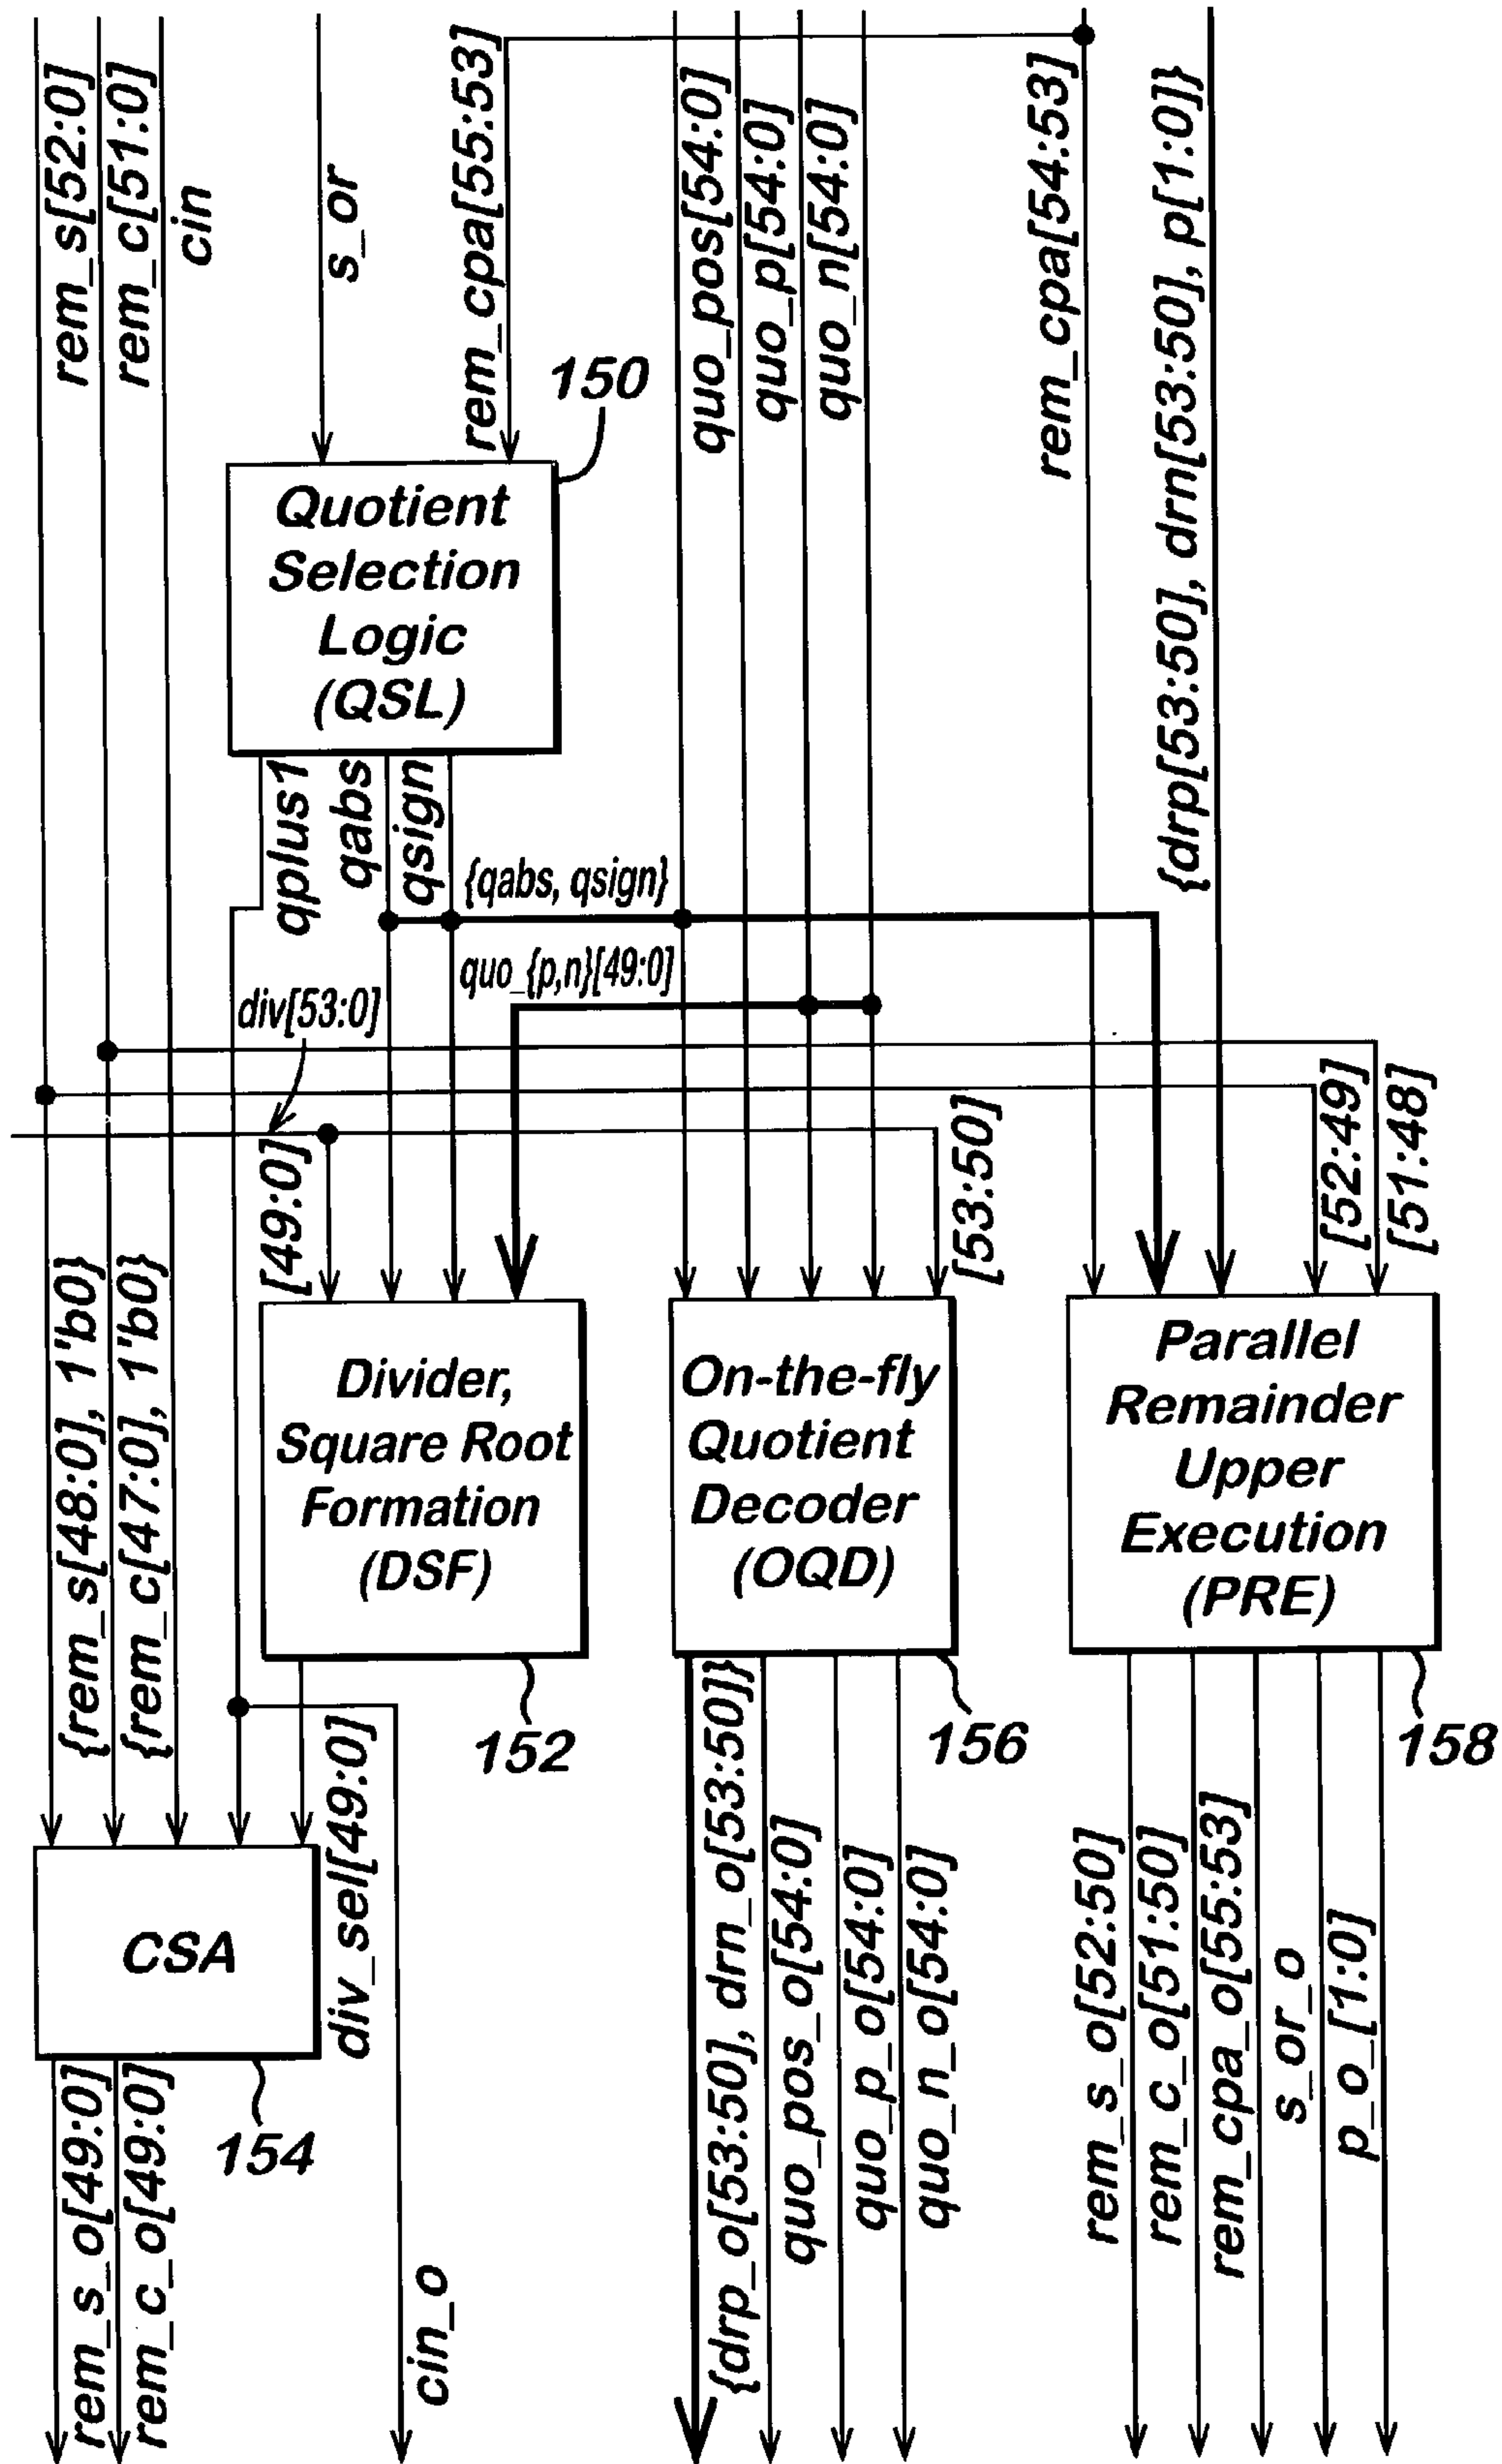 rem_s[52:0]
rem_c[51:0]
cin
s_or
rem_cpa[55:53]
quo_pos[54:0]
quo_p[54:0]
quo_n[54:0]
rem_cpa[54:53]
{drp[53:50], drn[53:50], p[1:0]}
150
Quotient
Selection
Logic
(QSL)
qplus1
qabs
qsign
{qabs, qsign}
quo_{p,n}[49:0]
div[53:0]
[49:0]
[53:50]
[52:49]
[51:48]
{rem_s[48:0], 1'b0}
{rem_c[47:0], 1'b0}
Divider,
Square Root
Formation
(DSF)
On-the-fly
Quotient
Decoder
(OQD)
Parallel
Remainder
Upper
Execution
(PRE)
152
156
158
div_sel[49:0]
CSA
154
rem_s_o[49:0]
rem_c_o[49:0]
cin_o
{drp_o[53:50], drn_o[53:50]}
quo_pos_o[54:0]
quo_p_o[54:0]
quo_n_o[54:0]
rem_s_o[52:50]
rem_c_o[51:50]
rem_cpa_o[55:53]
s_or_o
p_o_[1:0]